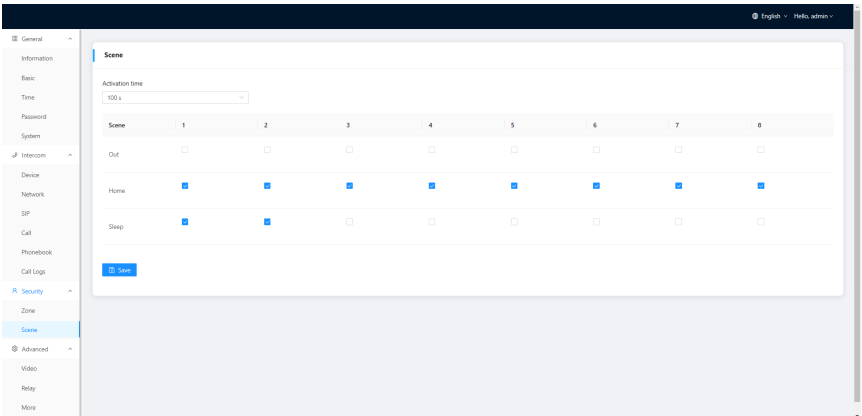 English Hello, admin
General
Information
Basic
Time
Password
System
Intercom
Device
Network
SIP
Call
Phonebook
Call Logs
Security
Zone
Scene
Advanced
Video
Relay
More
Scene
Activation time
100 s
Scene 1 2 3 4 5 6 7 8
Out
Home
Sleep
Save